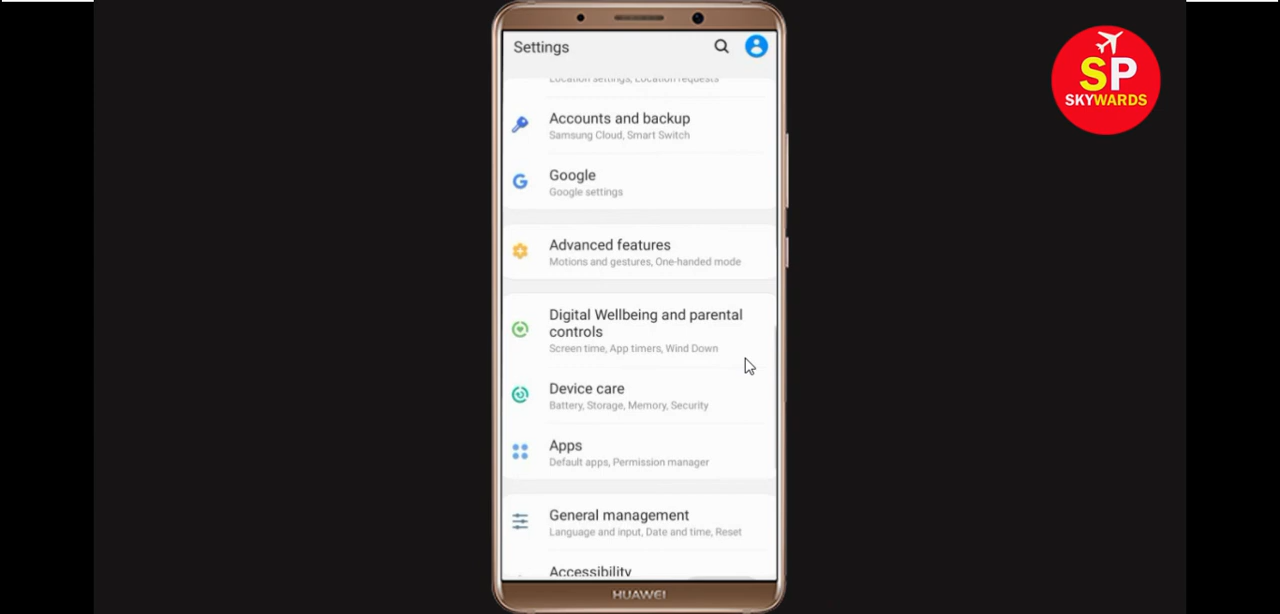 Settings
Location settings, Location requests
Accounts and backup
Samsung Cloud, Smart Switch
Google
Google settings
Advanced features
Motions and gestures, One-handed mode
Digital Wellbeing and parental
controls
Screen time, App timers, Wind Down
Device care
Battery, Storage, Memory, Security
Apps
Default apps, Permission manager
General management
Language and input, Date and time, Reset
Accessibility
HUAWEI
SP
SKYWARDS